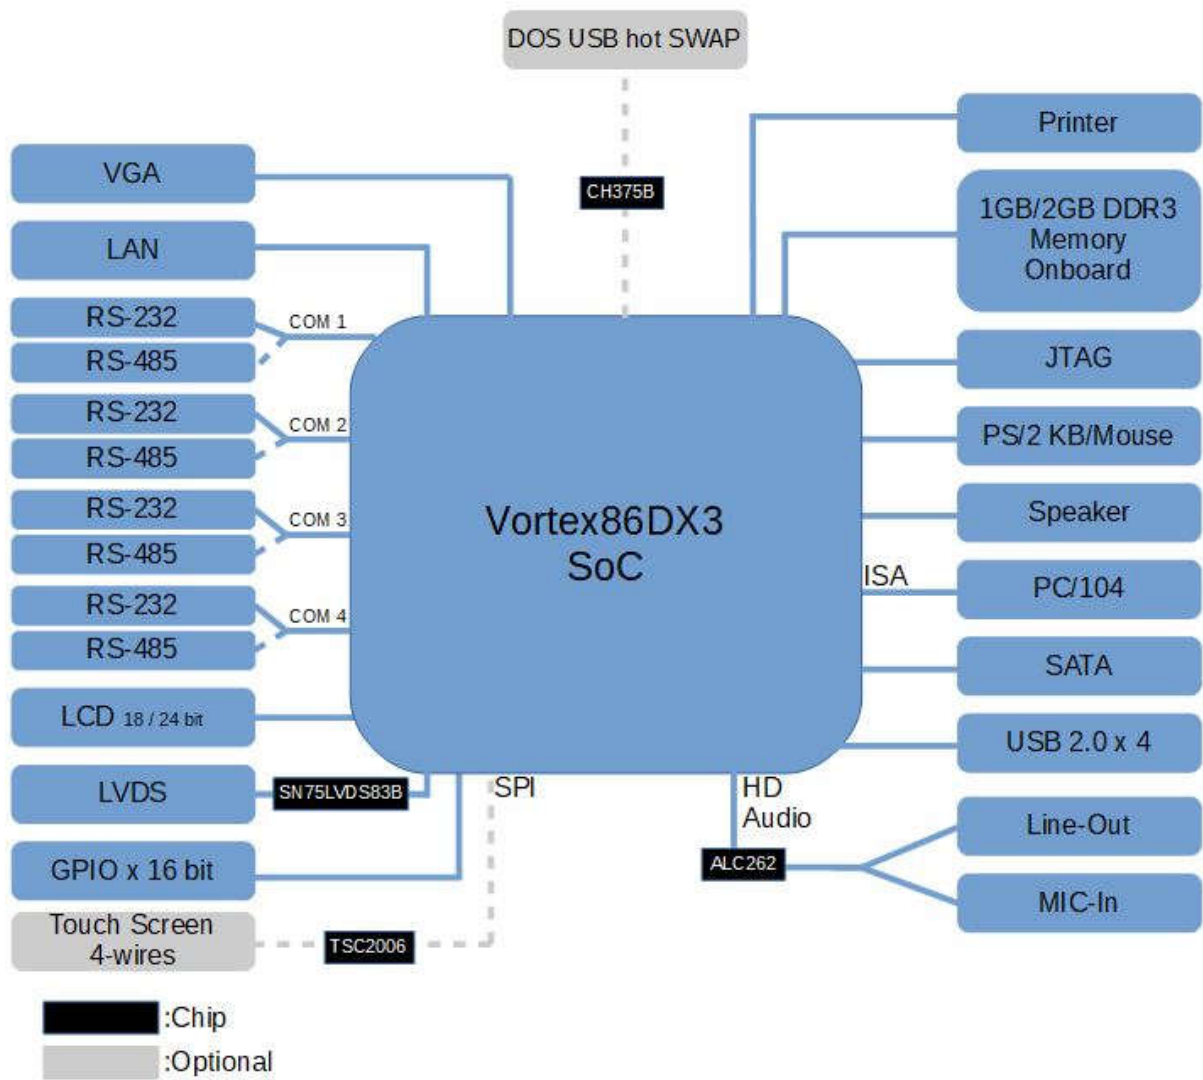 DOS USB hot SWAP
CH375B
VGA
LAN
RS-232
RS-485
COM 1
RS-232
RS-485
COM 2
RS-232
RS-485
COM 3
RS-232
RS-485
COM 4
LCD 18 / 24 bit
LVDS
SN75LVDS83B
GPIO x 16 bit
Touch Screen
4-wires
TSC2006
SPI
Vortex86DX3
SoC
Printer
1GB/2GB DDR3
Memory
Onboard
JTAG
PS/2 KB/Mouse
Speaker
ISA
PC/104
SATA
USB 2.0 x 4
HD
Audio
ALC262
Line-Out
MIC-In
:Chip
:Optional